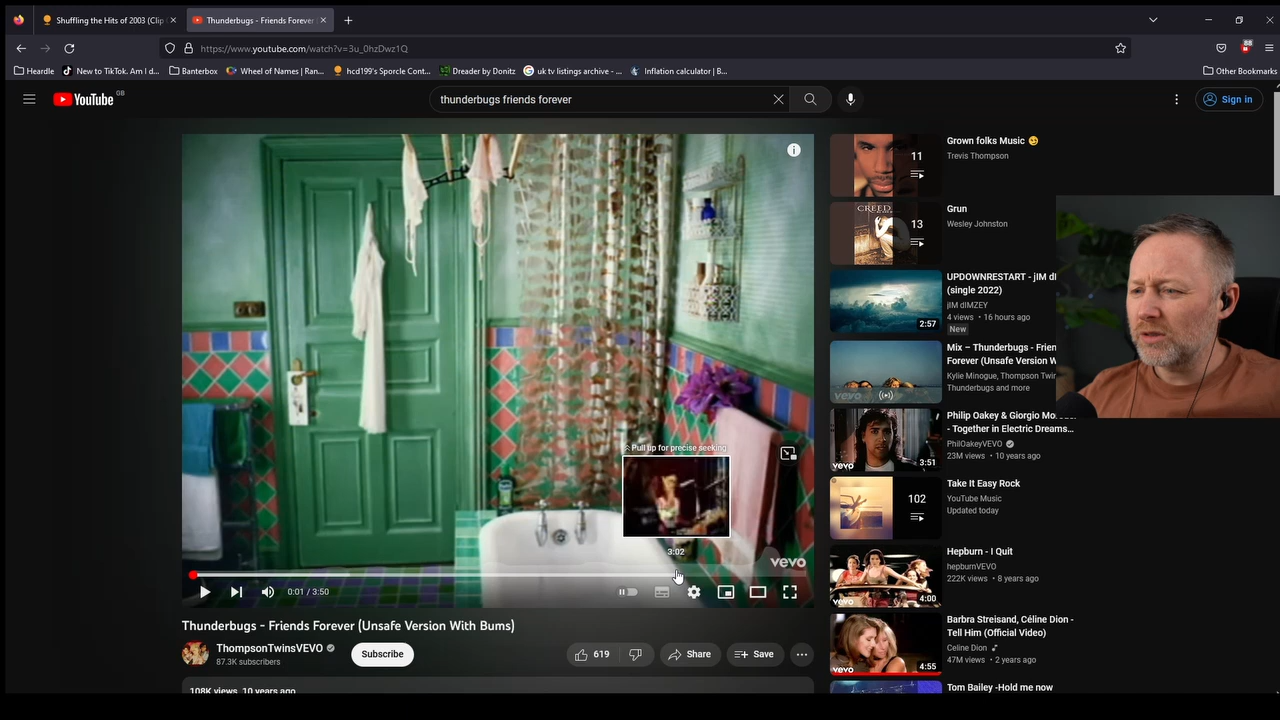 Shuffling the Hits of 2003 (Clip
Thunderbugs - Friends Forever
https://www.youtube.com/watch?v=3u_0hzDwz1Q
88
Heardle
New to TikTok. Am I d...
Banterbox
Wheel of Names | Ran...
hcd199's Sporcle Cont...
Dreader by Donitz
uk tv listings archive - ...
Inflation calculator | B...
Other Bookmarks
YouTube GB
thunderbugs friends forever
Sign in
11
Grown folks Music 😏
Trevis Thompson
CREED
13
Grun
Wesley Johnston
2:57
UPDOWNRESTART - jIM dI
(single 2022)
jIM dIMZEY
4 views • 16 hours ago
New
vevo
Mix – Thunderbugs - Frien
Forever (Unsafe Version W
Kylie Minogue, Thompson Twin
Thunderbugs and more
vevo
3:51
Philip Oakey & Giorgio Mo
- Together in Electric Dreams...
PhilOakeyVEVO
23M views • 10 years ago
102
Take It Easy Rock
YouTube Music
Updated today
vevo
4:00
Hepburn - I Quit
hepburnVEVO
222K views • 8 years ago
vevo
4:55
Barbra Streisand, Céline Dion -
Tell Him (Official Video)
Celine Dion
47M views • 2 years ago
Tom Bailey -Hold me now
Pull up for precise seeking
3:02
vevo
0:01 / 3:50
Thunderbugs - Friends Forever (Unsafe Version With Bums)
ThompsonTwinsVEVO
87.3K subscribers
Subscribe
619
Share
Save
108K views 10 years ago